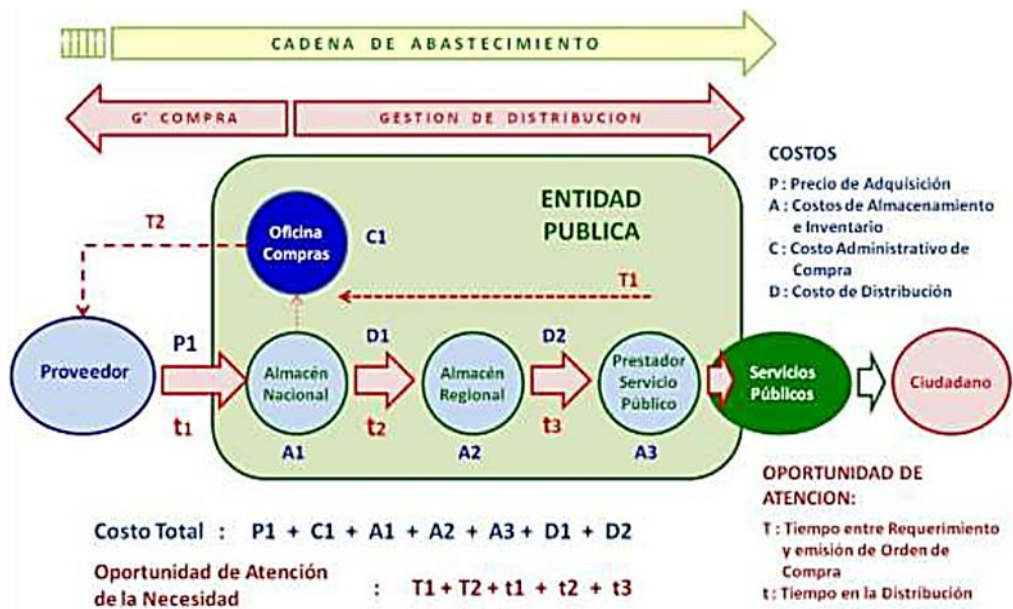 CADENA DE ABASTECIMIENTO
G° COMPRA
GESTION DE DISTRIBUCION
COSTOS
P : Precio de Adquisición
A : Costos de Almacenamiento
e Inventario
C : Costo Administrativo de
Compra
D : Costo de Distribución
ENTIDAD
PUBLICA
Oficina
Compras
C1
T2
T1
Proveedor
P1
t1
Almacén
Nacional
A1
D1
t2
Almacén
Regional
A2
D2
t3
Prestador
Servicio
Público
A3
Servicios
Públicos
Ciudadano
OPORTUNIDAD DE
ATENCION:
T : Tiempo entre Requerimiento
y emisión de Orden de
Compra
t : Tiempo en la Distribución
Costo Total : P1 + C1 + A1 + A2 + A3 + D1 + D2
Oportunidad de Atención
de la Necesidad : T1 + T2 + t1 + t2 + t3